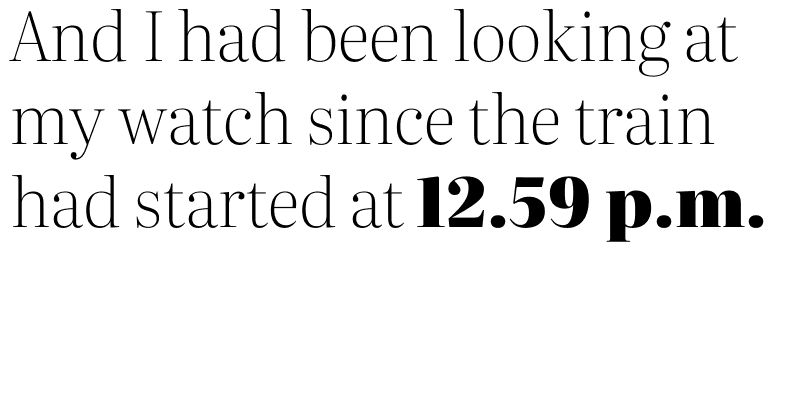 And I had been looking at
my watch since the train
had started at 12.59 p.m.